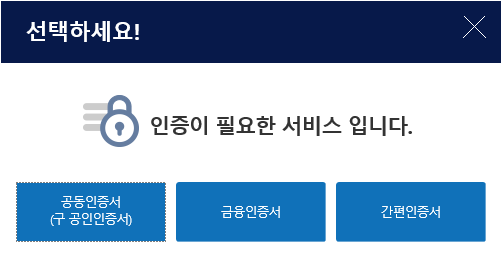 선택하세요!
인증이 필요한 서비스 입니다.
공동인증서
(구 공인인증서)
금융인증서
간편인증서